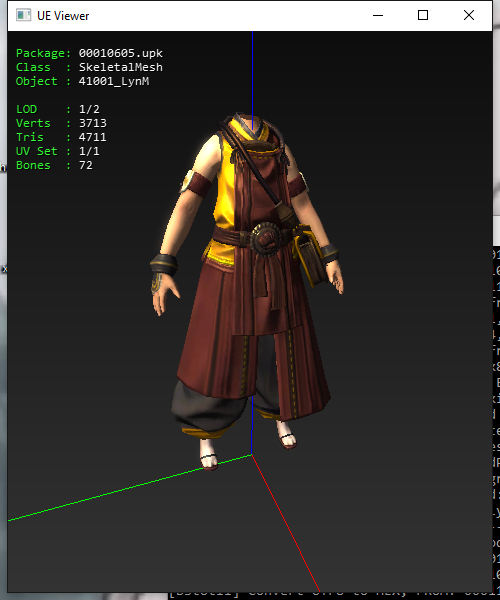 UE Viewer
Package: 00010605.upk
Class : SkeletalMesh
Object : 41001_LynM
LOD : 1/2
Verts : 3713
Tris : 4711
UV Set : 1/1
Bones : 72